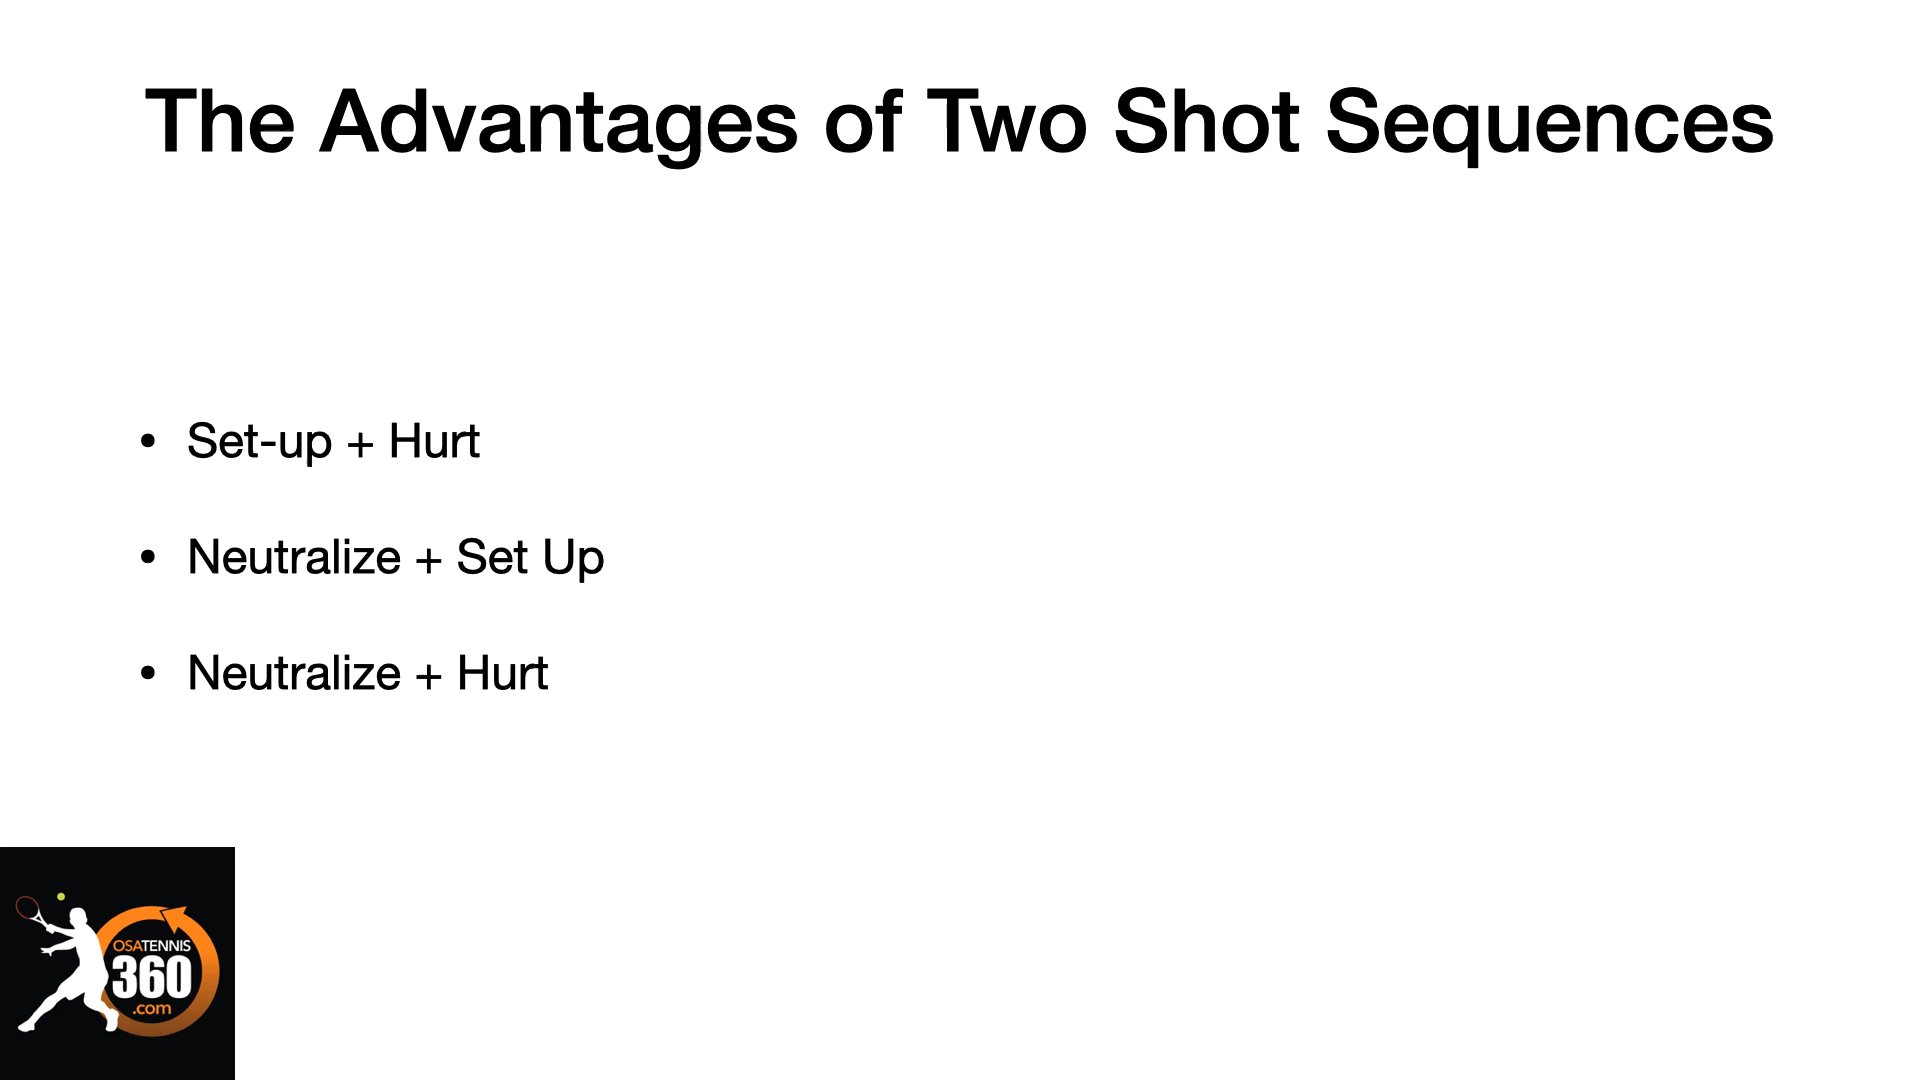 The Advantages of Two Shot Sequences
• Set-up + Hurt
• Neutralize + Set Up
• Neutralize + Hurt
OSATENNIS
360
.com